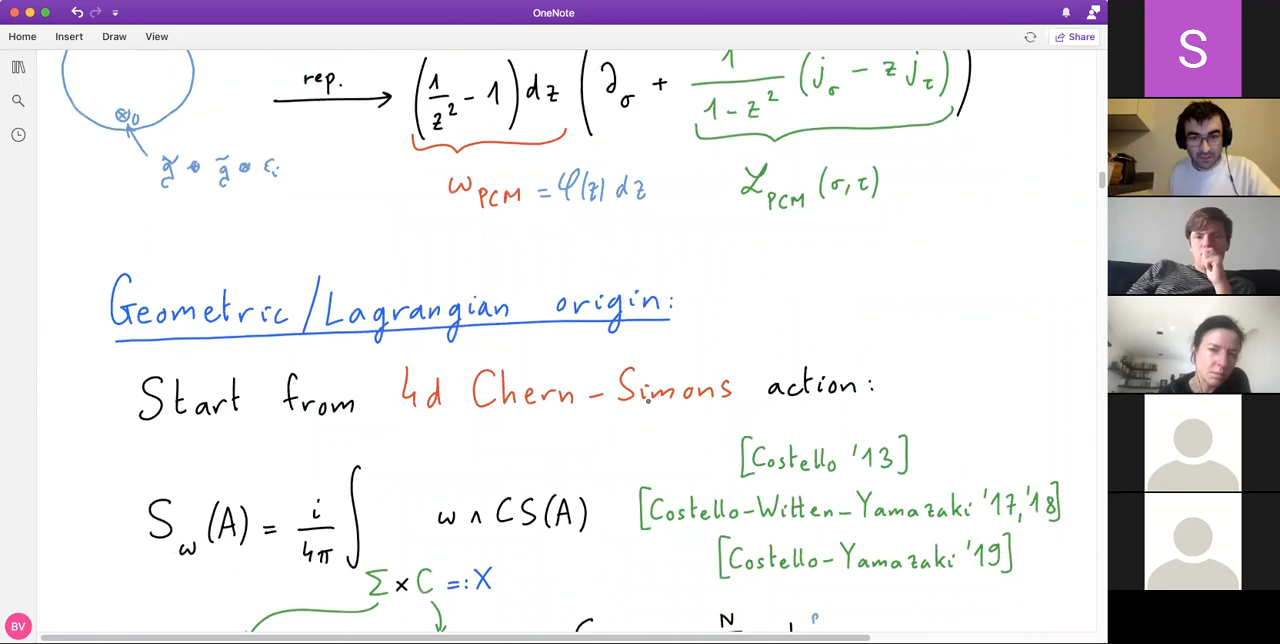 OneNote
Home Insert Draw View
Share
rep. (1/z² - 1) dz (∂_σ + 1/(1-z²) (j_σ - z j_τ))
⊗0
ω_PCM = φ(z) dz
ℒ_PCM (σ,τ)
Geometric/Lagrangian origin:
Start from 4d Chern-Simons action:
[Costello '13]
S_ω(A) = i/4π ∫_{Σ×C =: X} ω ∧ CS(A)
[Costello-Witten-Yamazaki '17,'18]
[Costello-Yamazaki '19]
N
S
BV